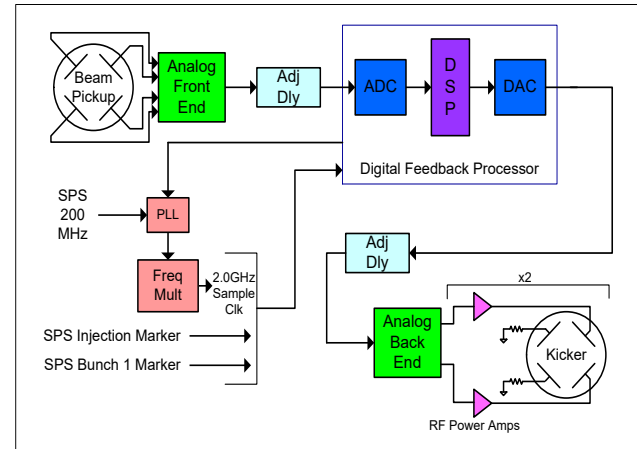 Beam
Pickup
Analog
Front
End
Adj
Dly
ADC
D
S
P
DAC
Digital Feedback Processor
SPS
200
MHz
PLL
Freq
Mult
2.0GHz
Sample
Clk
SPS Injection Marker
SPS Bunch 1 Marker
Adj
Dly
x2
Analog
Back
End
Kicker
RF Power Amps